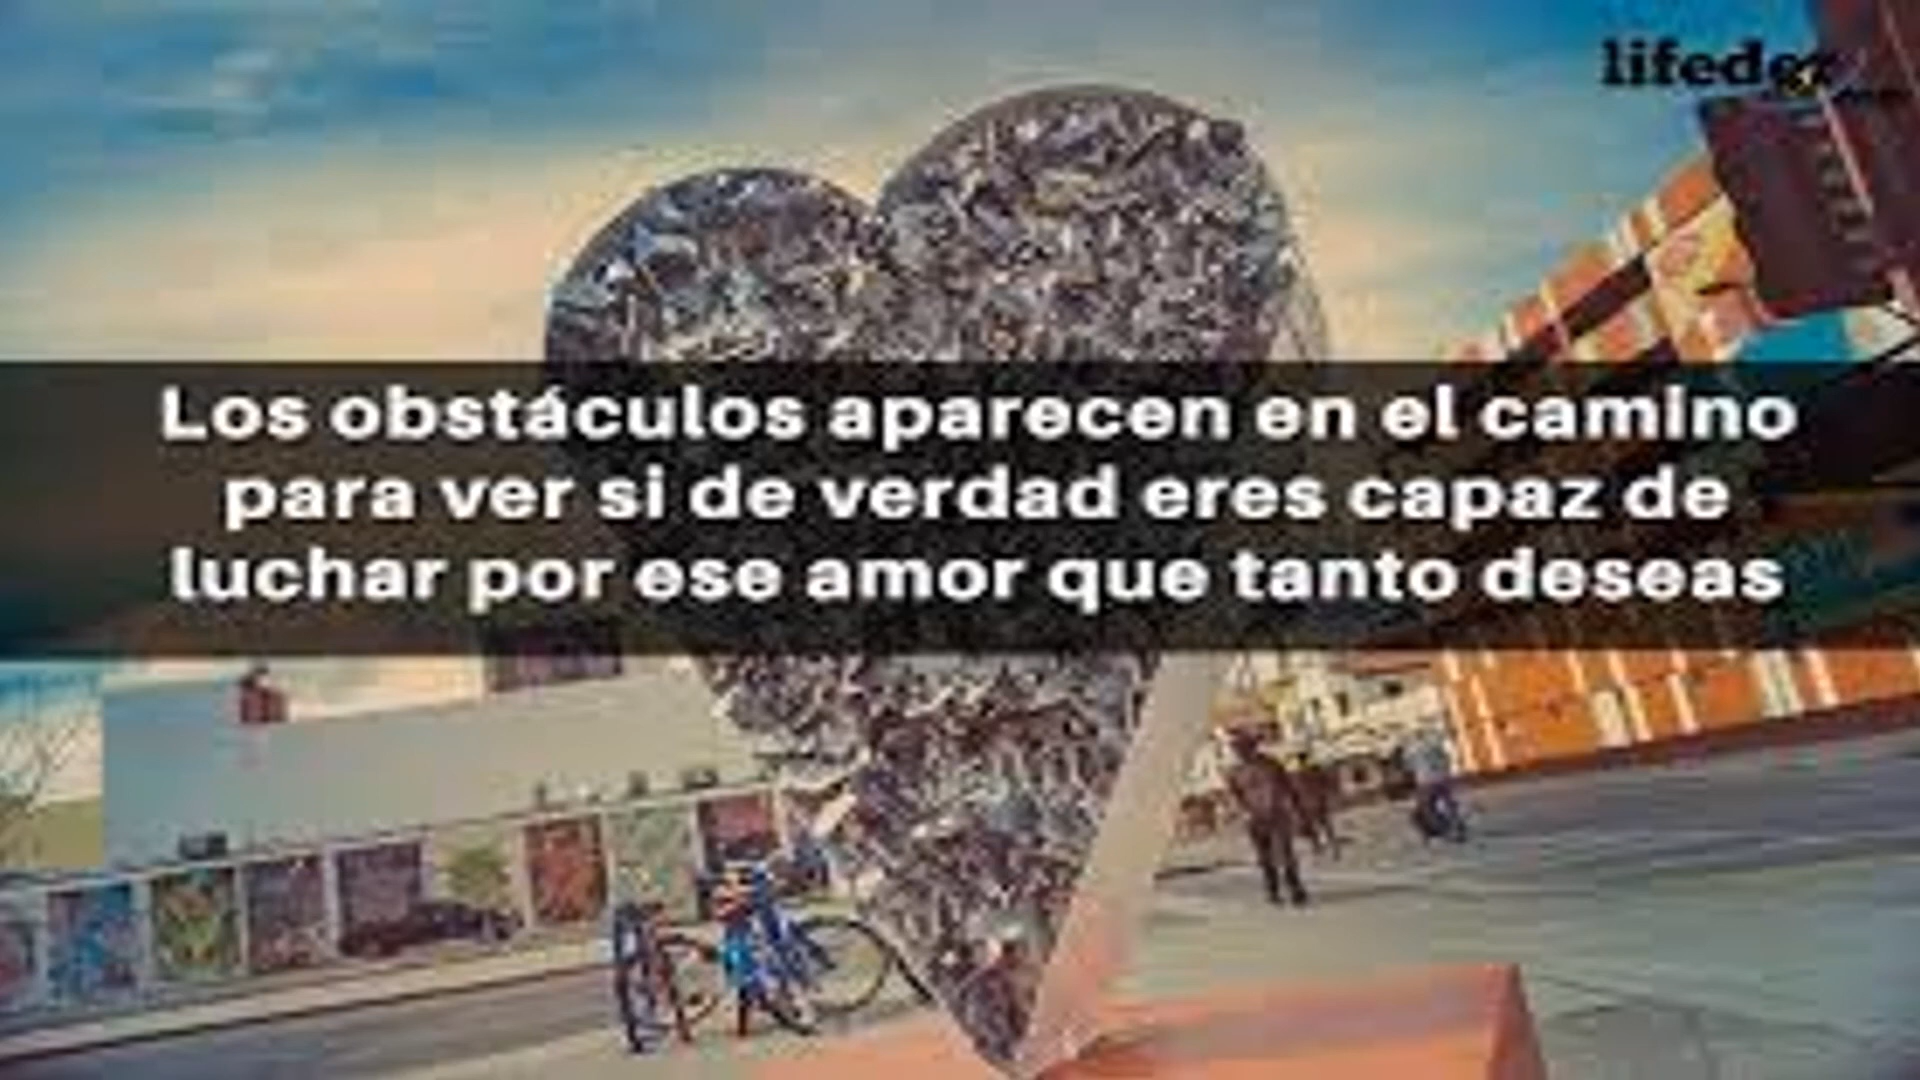 lifeder
Los obstáculos aparecen en el camino
para ver si de verdad eres capaz de
luchar por ese amor que tanto deseas